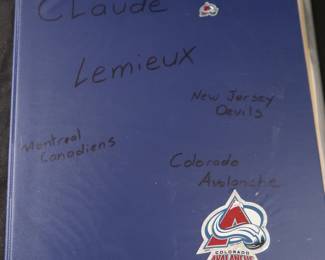 Claude
Lemieux
New Jersey
Devils
Montreal
Canadiens
Colorado
Avalanche
COLORADO
AVALANCHE